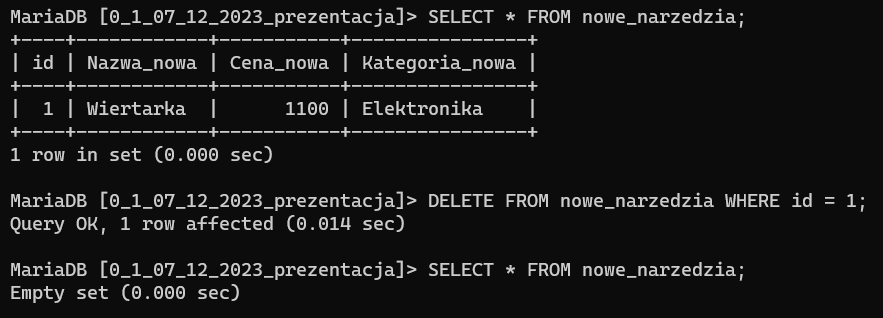 MariaDB [0_1_07_12_2023_prezentacja]> SELECT * FROM nowe_narzedzia;
+----+------------+-----------+----------------+
| id | Nazwa_nowa | Cena_nowa | Kategoria_nowa |
+----+------------+-----------+----------------+
|  1 | Wiertarka  |      1100 | Elektronika    |
+----+------------+-----------+----------------+
1 row in set (0.000 sec)

MariaDB [0_1_07_12_2023_prezentacja]> DELETE FROM nowe_narzedzia WHERE id = 1;
Query OK, 1 row affected (0.014 sec)

MariaDB [0_1_07_12_2023_prezentacja]> SELECT * FROM nowe_narzedzia;
Empty set (0.000 sec)